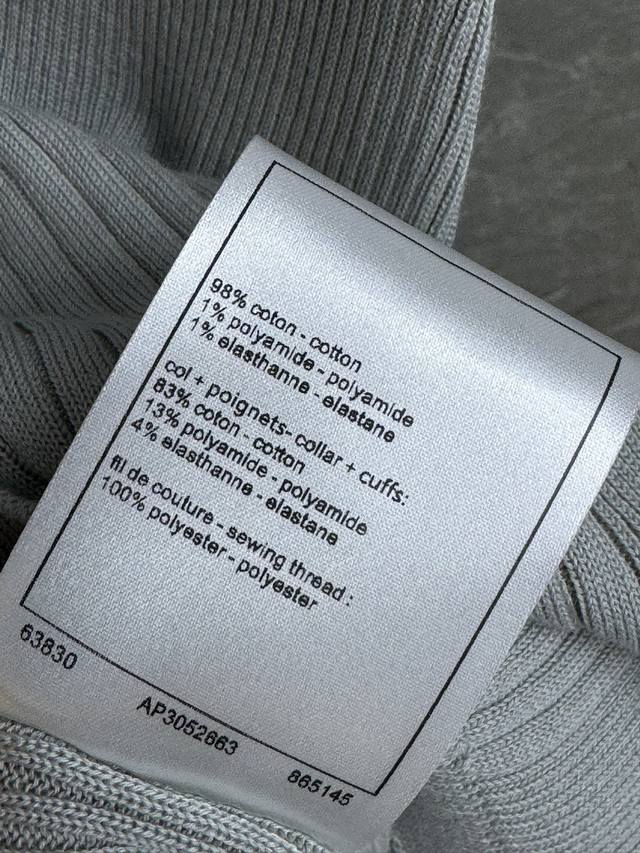 98% coton - cotton
1% polyamide - polyamide
1% elasthanne - elastane
col + poignets- collar + cuffs:
83% coton - cotton
13% polyamide - polyamide
4% elasthanne - elastane
fil de couture - sewing thread :
100% polyester - polyester
63830
AP3052663
865145